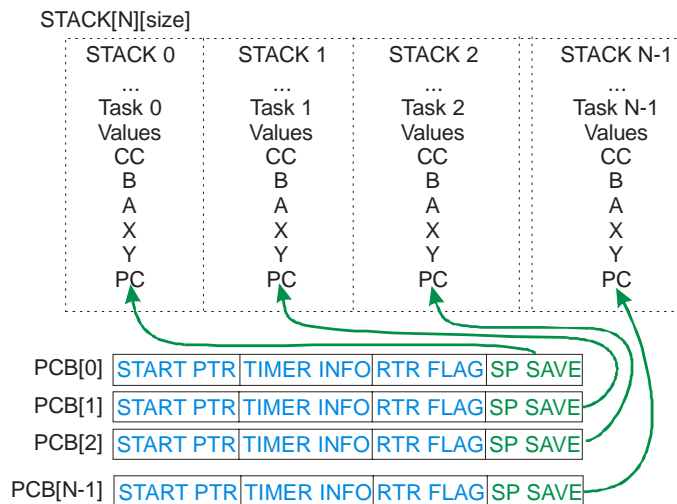 STACK[N][size]
STACK 0 STACK 1 STACK 2 STACK N-1
... ... ... ...
Task 0 Task 1 Task 2 Task N-1
Values Values Values Values
CC CC CC CC
B B B B
A A A A
X X X X
Y Y Y Y
PC PC PC PC
PCB[0] START PTR TIMER INFO RTR FLAG SP SAVE
PCB[1] START PTR TIMER INFO RTR FLAG SP SAVE
PCB[2] START PTR TIMER INFO RTR FLAG SP SAVE
PCB[N-1] START PTR TIMER INFO RTR FLAG SP SAVE